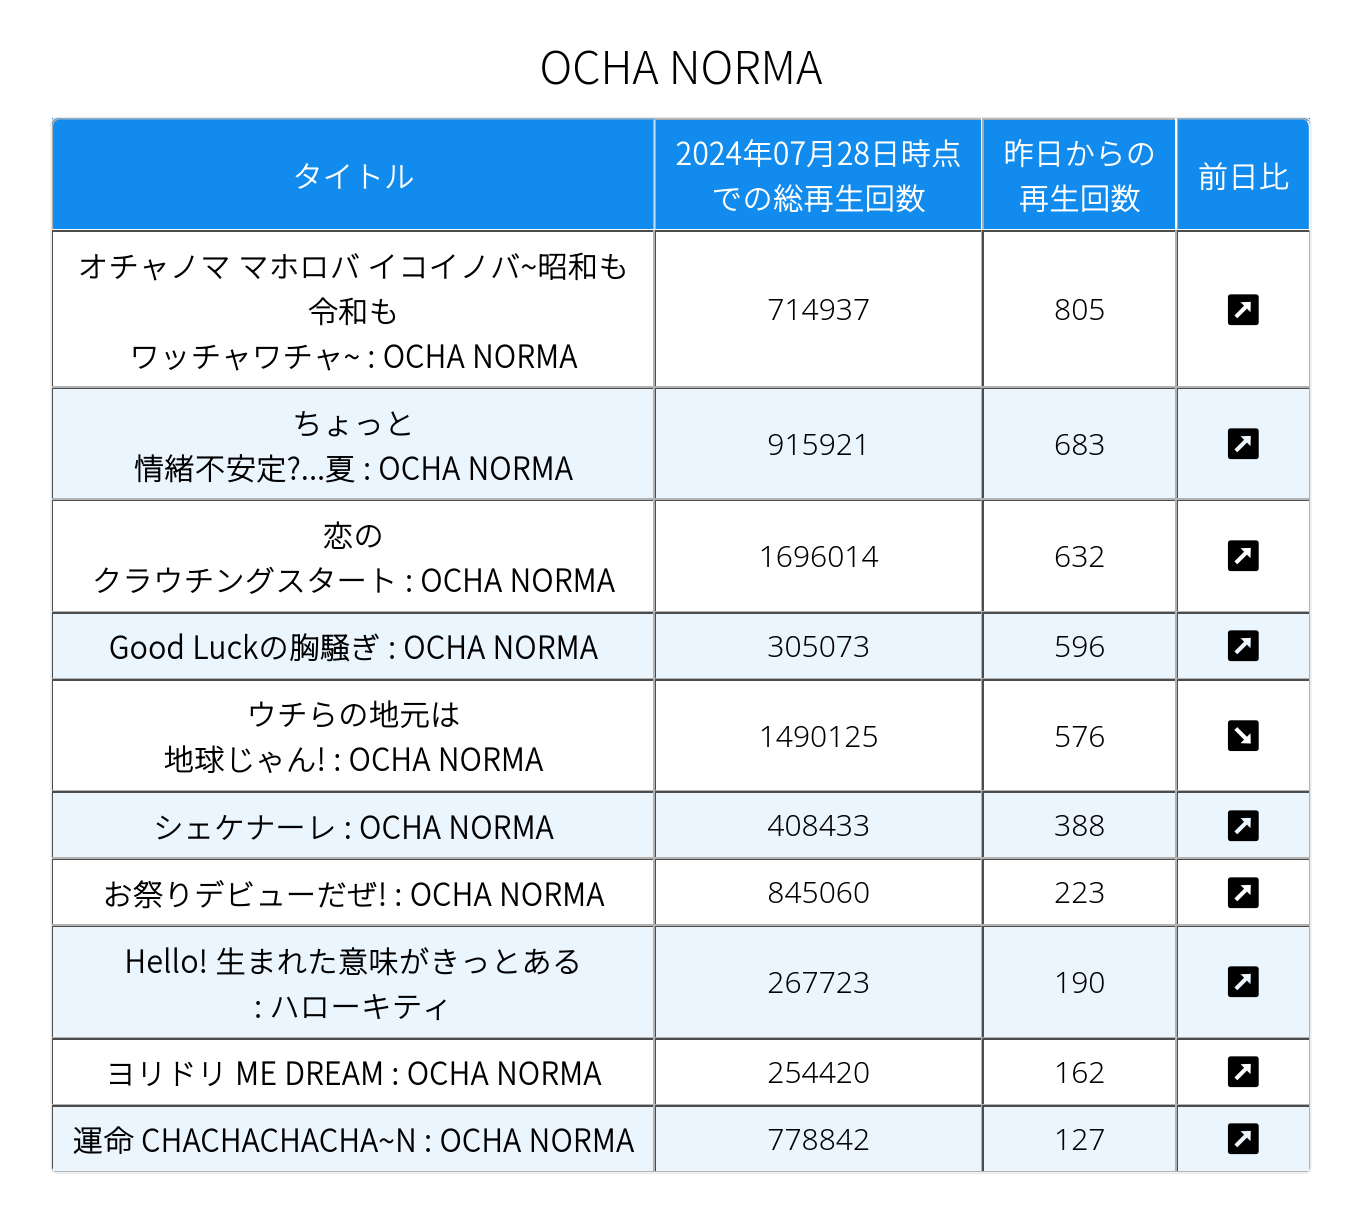 OCHA NORMA
タイトル
2024年07月28日時点
での総再生回数
昨日からの
再生回数
前日比
オチャノマ マホロバ イコイノバ~昭和も
令和も
ワッチャワチャ~ : OCHA NORMA
714937
805
ちょっと
情緒不安定?...夏 : OCHA NORMA
915921
683
恋の
クラウチングスタート : OCHA NORMA
1696014
632
Good Luckの胸騒ぎ : OCHA NORMA
305073
596
ウチらの地元は
地球じゃん! : OCHA NORMA
1490125
576
シェケナーレ : OCHA NORMA
408433
388
お祭りデビューだぜ! : OCHA NORMA
845060
223
Hello! 生まれた意味がきっとある
: ハローキティ
267723
190
ヨリドリ ME DREAM : OCHA NORMA
254420
162
運命 CHACHACHACHA~N : OCHA NORMA
778842
127